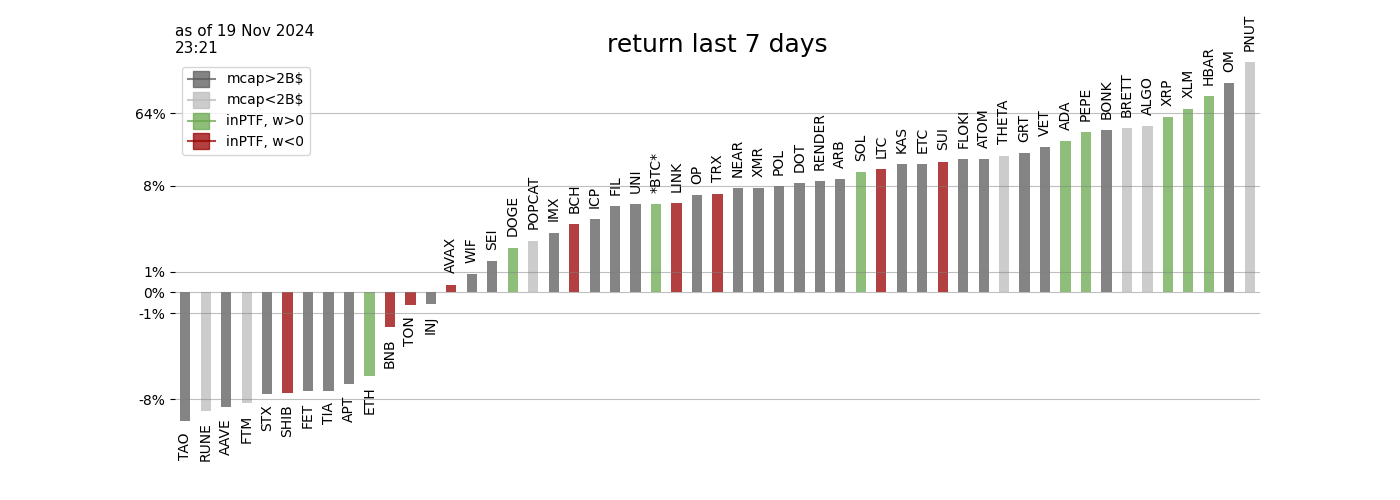 as of 19 Nov 2024
23:21
return last 7 days
mcap>2B$
mcap<2B$
inPTF, w>0
inPTF, w<0
64%
8%
1%
0%
-1%
-8%
TAO
RUNE
AAVE
FTM
STX
SHIB
FET
TIA
APT
ETH
BNB
TON
INJ
AVAX
WIF
SEI
DOGE
POPCAT
IMX
BCH
ICP
FIL
UNI
*BTC*
LINK
OP
TRX
NEAR
XMR
POL
DOT
RENDER
ARB
SOL
LTC
KAS
ETC
SUI
FLOKI
ATOM
THETA
GRT
VET
ADA
PEPE
BONK
BRETT
ALGO
XRP
XLM
HBAR
OM
PNUT